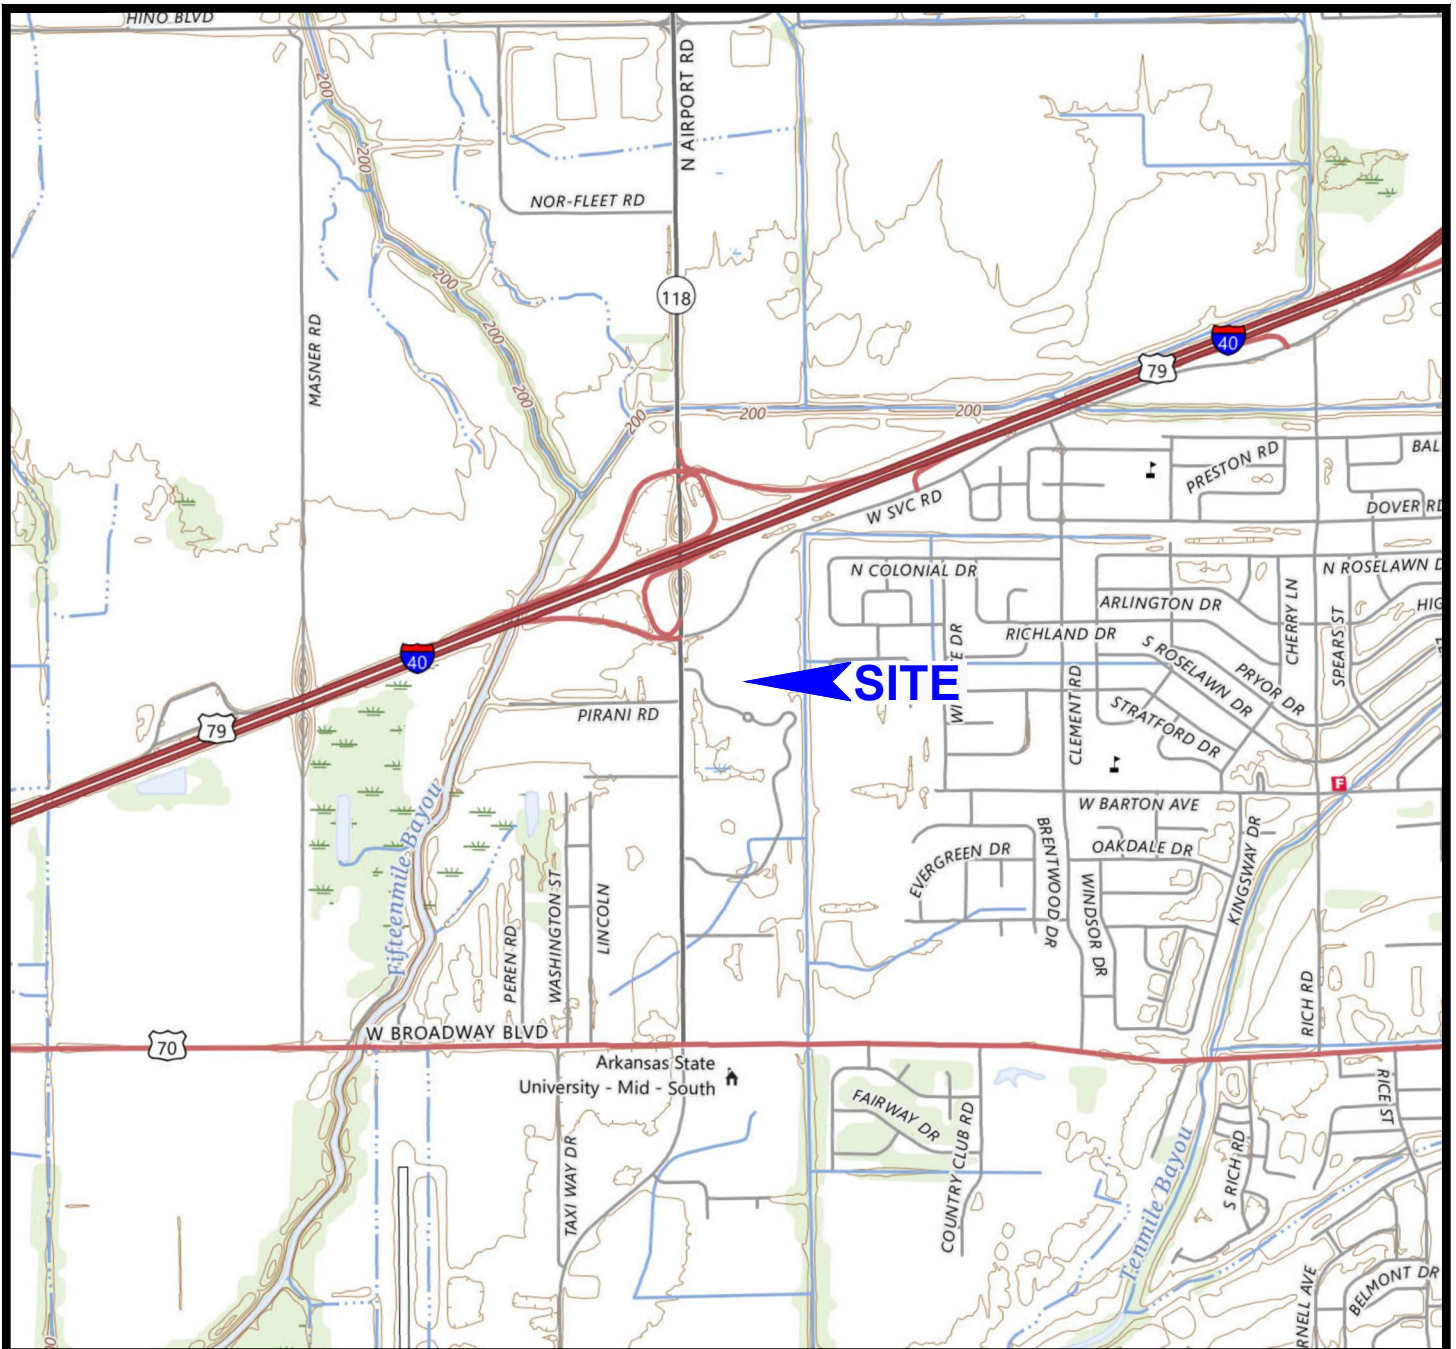 HINO BLVD
N AIRPORT RD
200
200
NOR-FLEET RD
200
118
200
MASNER RD
40
79
200
200
200
200
BAL
PRESTON RD
W SVC RD
DOVER RD
N COLONIAL DR
N ROSELAWN D
ARLINGTON DR
CHERRY LN
HIG
RICHLAND DR
SPEARS ST
40
S ROSELAWN DR
PRYOR DR
SITE
CLEMENT RD
STRATFORD DR
PIRANI RD
79
F
W BARTON AVE
Fifteenmile Bayou
EVERGREEN DR
BRENTWOOD DR
OAKDALE DR
KINGSWAY DR
WINDSOR DR
WASHINGTON ST
LINCOLN
PEREN RD
RICH RD
W BROADWAY BLVD
70
Arkansas State
University - Mid - South
RICE ST
FAIRWAY DR
COUNTRY CLUB RD
TAXI WAY DR
Tenmile Bayou
S RICH RD
RNELL AVE
BELMONT DR